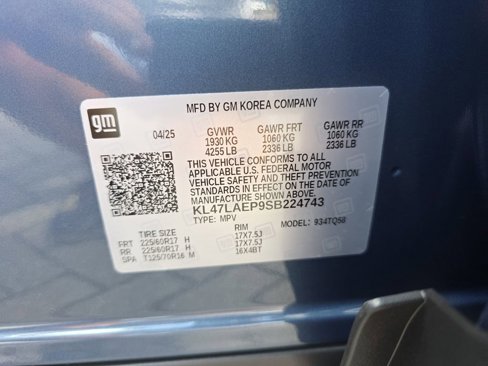 MFD BY GM KOREA COMPANY
gm
04/25 GVWR GAWR FRT GAWR RR
1930 KG 1060 KG 1060 KG
4255 LB 2336 LB 2336 LB
THIS VEHICLE CONFORMS TO ALL
APPLICABLE U.S. FEDERAL MOTOR
VEHICLE SAFETY AND THEFT PREVENTION
STANDARDS IN EFFECT ON THE DATE OF
MANUFACTURE SHOWN ABOVE.
KL47LAEP9SB224743
TYPE: MPV MODEL: 934TQ58
TIRE SIZE RIM
FRT 225/60R17 H 17X7.5J
RR 225/60R17 H 17X7.5J
SPA T125/70R16 M 16X4BT